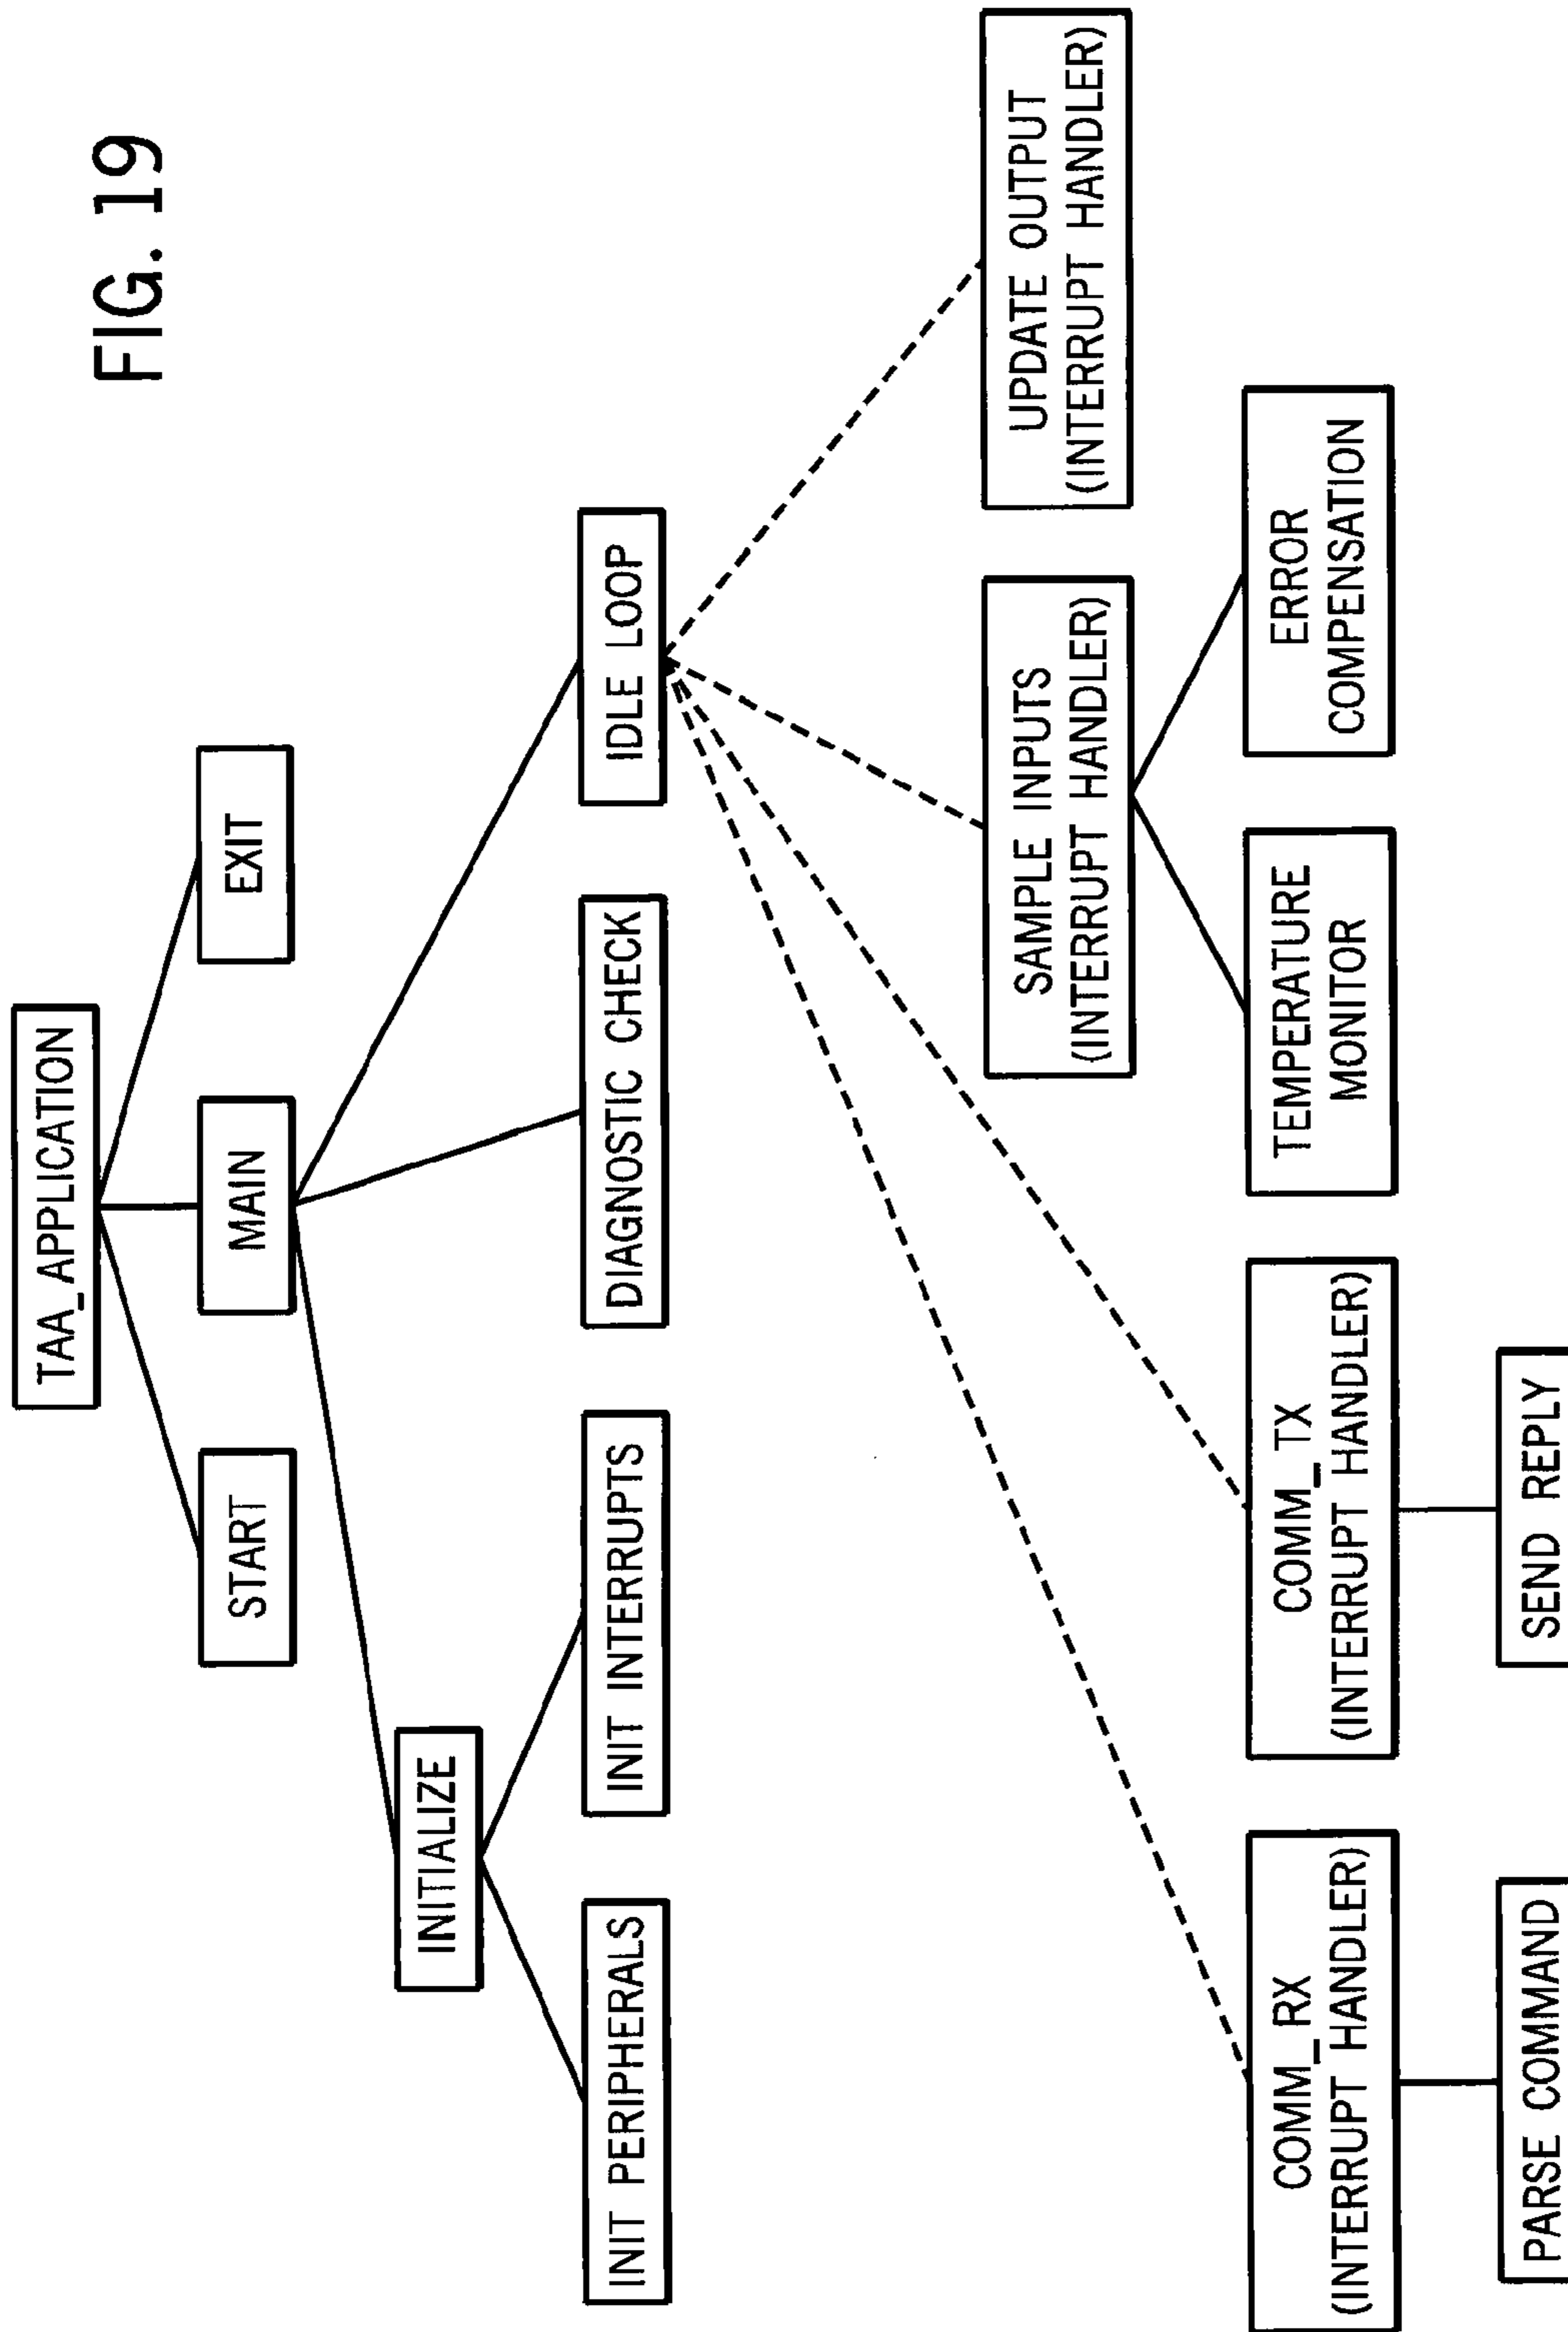 FIG. 19
TAA_APPLICATION
START
MAIN
EXIT
INITIALIZE
INIT PERIPHERALS
INIT INTERRUPTS
DIAGNOSTIC CHECK
IDLE LOOP
SAMPLE INPUTS
(INTERRUPT HANDLER)
UPDATE OUTPUT
(INTERRUPT HANDLER)
COMM_RX
(INTERRUPT HANDLER)
COMM_TX
(INTERRUPT HANDLER)
TEMPERATURE
MONITOR
ERROR
COMPENSATION
PARSE COMMAND
SEND REPLY